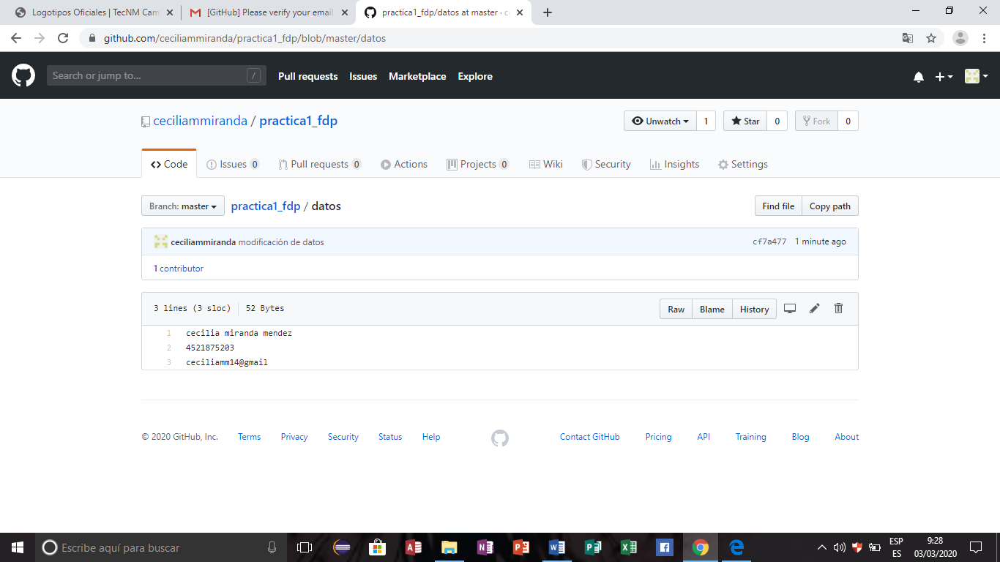 Logotipos Oficiales | TecNM Cam
[GitHub] Please verify your email
practica1_fdp/datos at master · c
github.com/ceciliammiranda/practica1_fdp/blob/master/datos
Search or jump to... /
Pull requests Issues Marketplace Explore
ceciliammiranda / practica1_fdp
Unwatch 1 Star 0 Fork 0
Code Issues 0 Pull requests 0 Actions Projects 0 Wiki Security Insights Settings
Branch: master practica1_fdp / datos Find file Copy path
ceciliammiranda modificación de datos cf7a477 1 minute ago
1 contributor
3 lines (3 sloc) 52 Bytes Raw Blame History
1 cecilia miranda mendez
2 4521875203
3 ceciliamm14@gmail
© 2020 GitHub, Inc. Terms Privacy Security Status Help Contact GitHub Pricing API Training Blog About
Escribe aquí para buscar
ESP
ES
9:28
03/03/2020